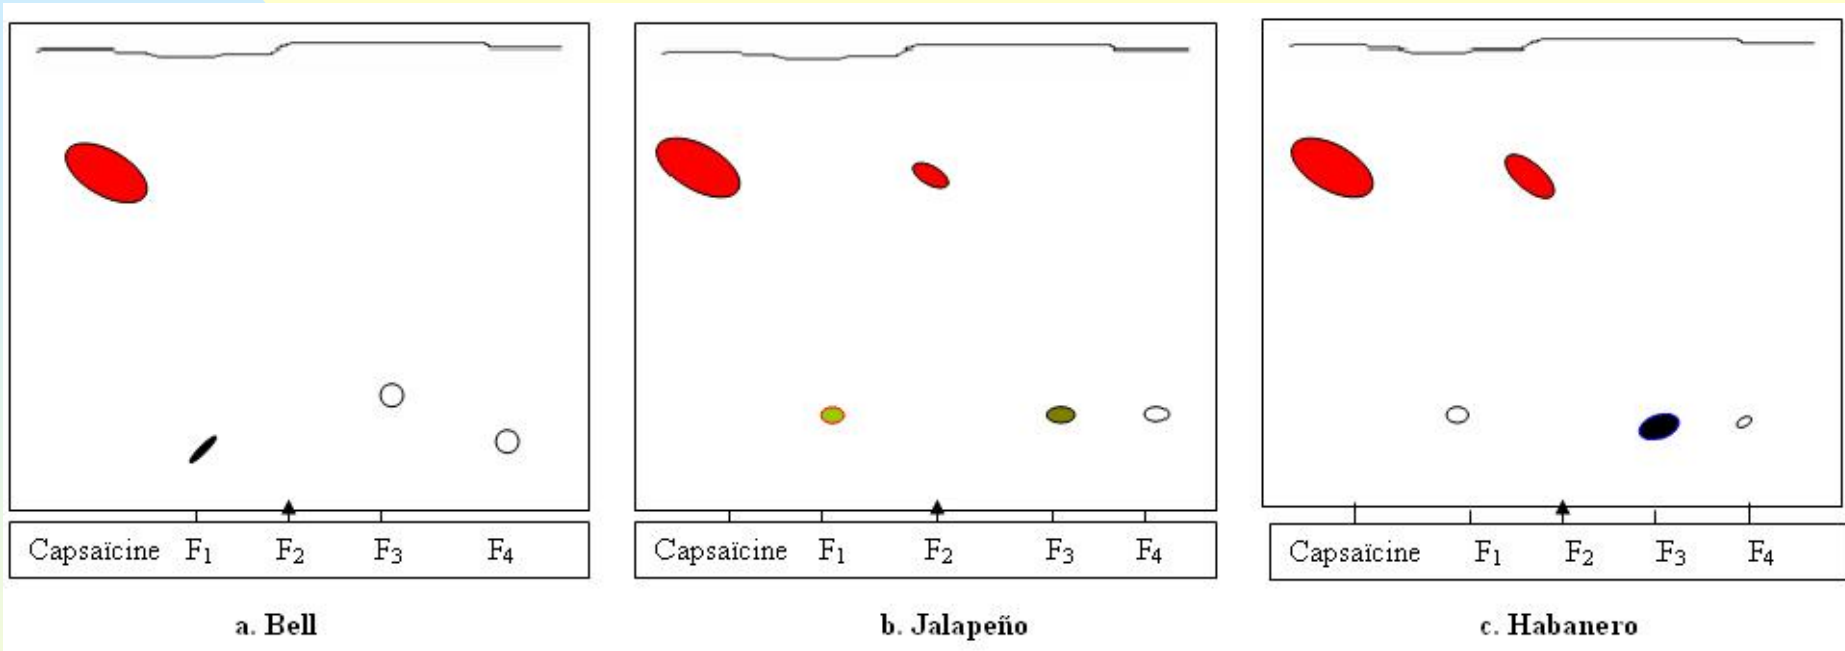 Capsaïcine F₁ F₂ F₃ F₄
Capsaïcine F₁ F₂ F₃ F₄
Capsaïcine F₁ F₂ F₃ F₄
a. Bell
b. Jalapeño
c. Habanero